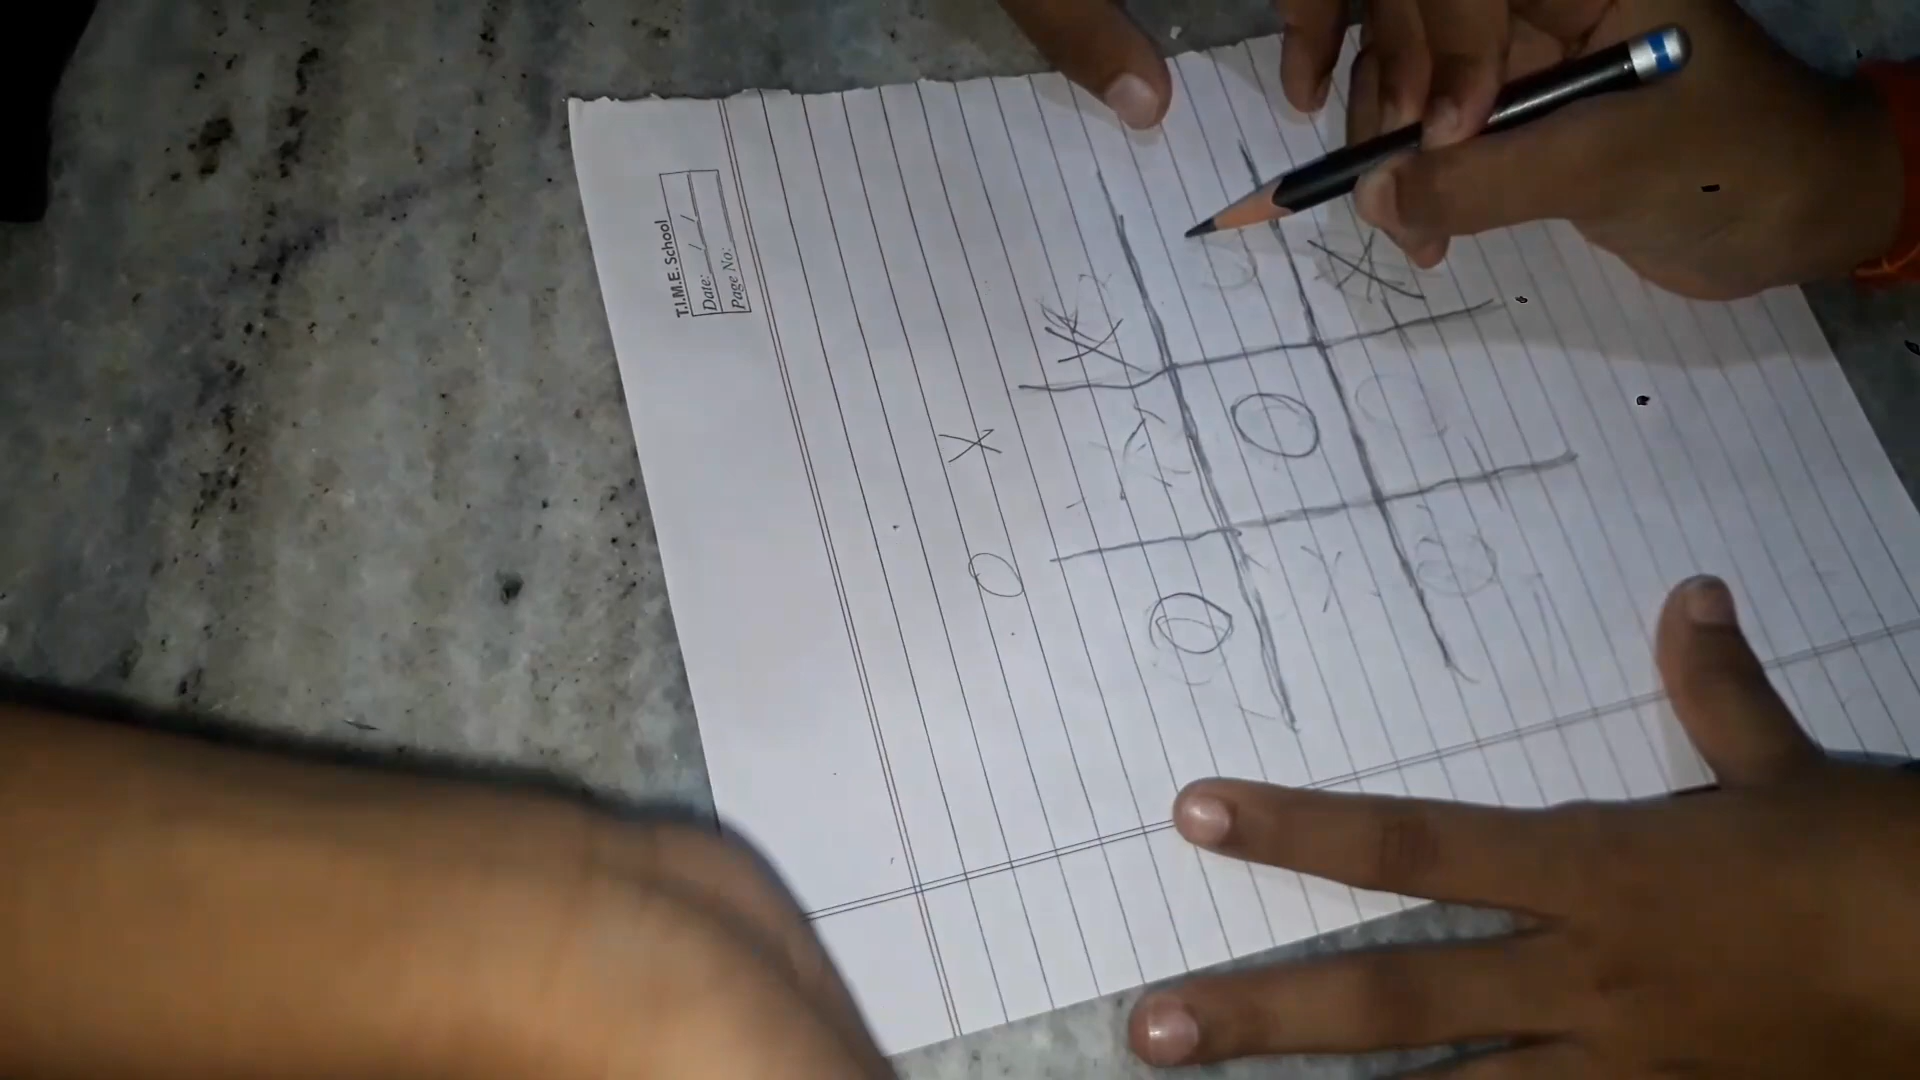 T.I.M.E. School
Date: / /
Page No:
X O
X X
O
O